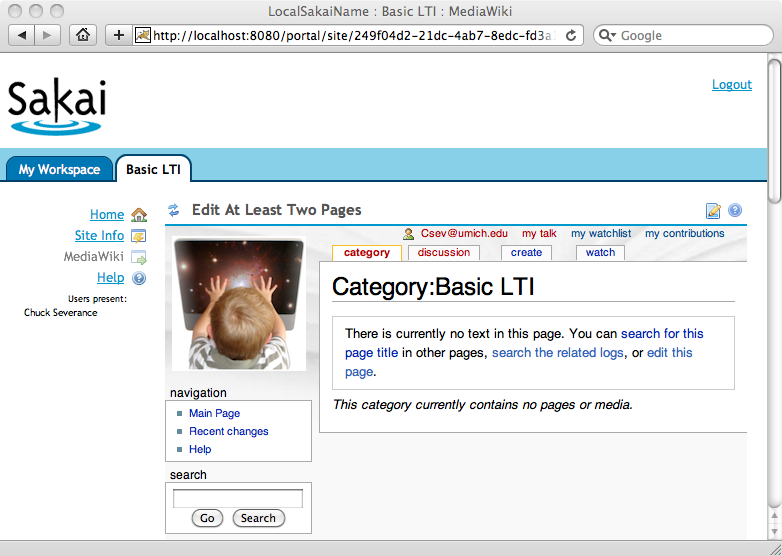 LocalSakaiName : Basic LTI : MediaWiki
http://localhost:8080/portal/site/249f04d2-21dc-4ab7-8edc-fd3a
Google
Sakai
Logout
My Workspace
Basic LTI
Home
Site Info
MediaWiki
Help
Users present:
Chuck Severance
Edit At Least Two Pages
Csev@umich.edu my talk my watchlist my contributions
category discussion create watch
Category:Basic LTI
There is currently no text in this page. You can search for this
page title in other pages, search the related logs, or edit this
page.
This category currently contains no pages or media.
navigation
Main Page
Recent changes
Help
search
Go Search